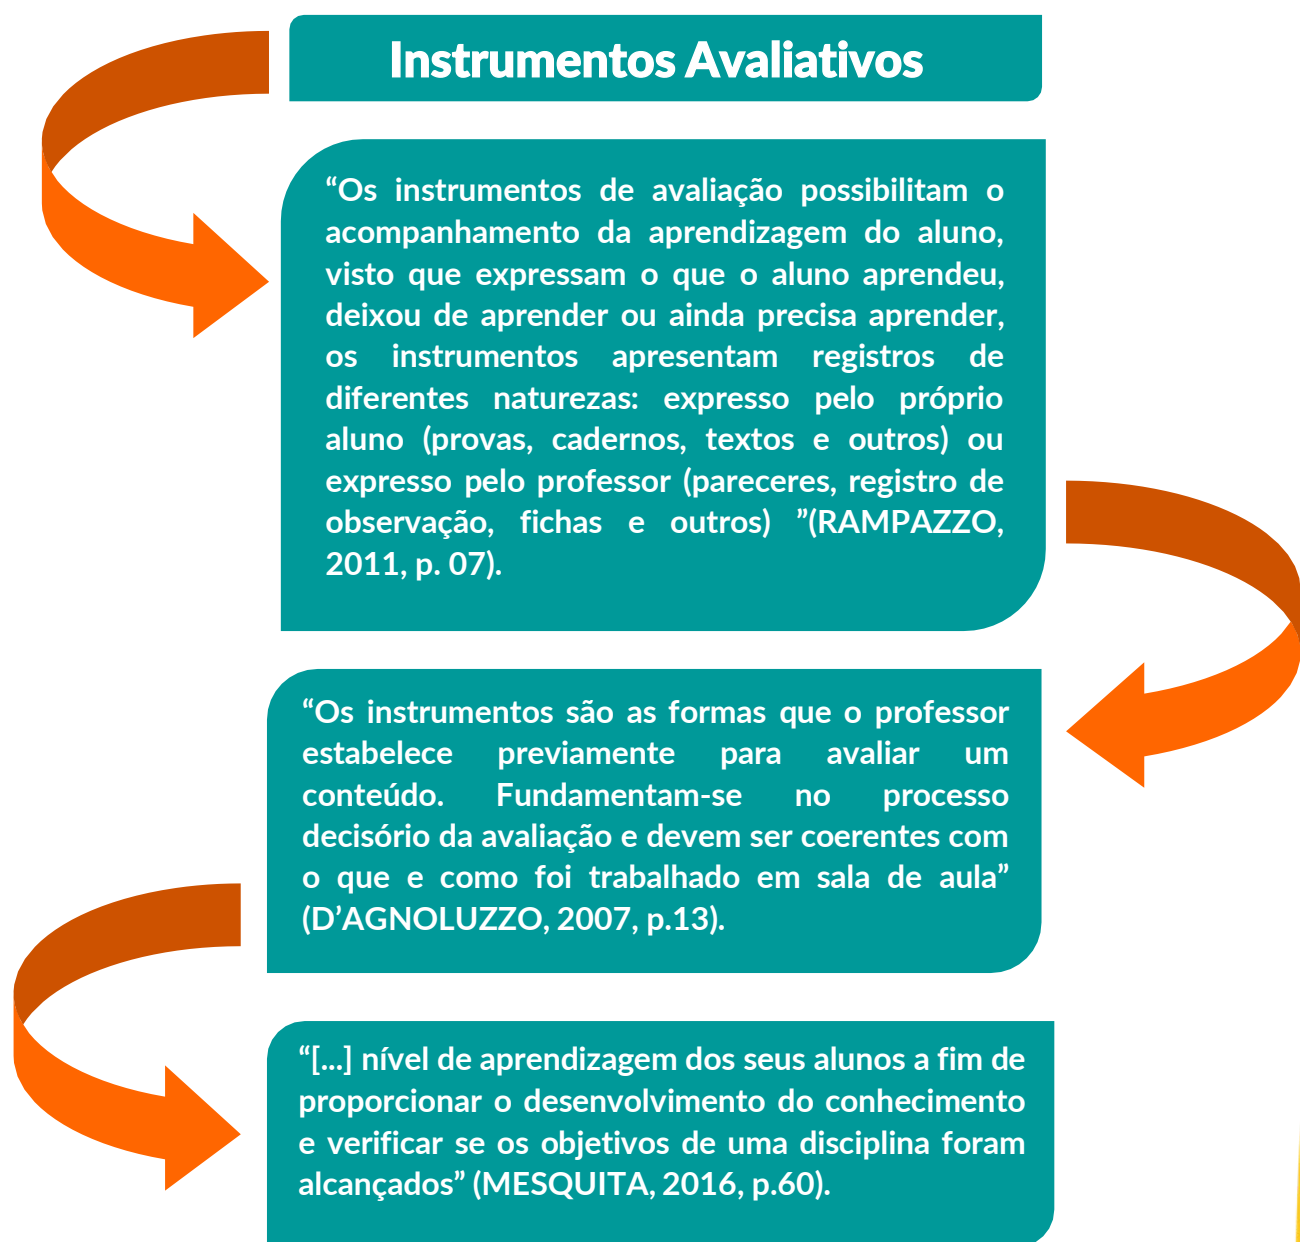 Instrumentos Avaliativos
“Os instrumentos de avaliação possibilitam o
acompanhamento da aprendizagem do aluno,
visto que expressam o que o aluno aprendeu,
deixou de aprender ou ainda precisa aprender,
os instrumentos apresentam registros de
diferentes naturezas: expresso pelo próprio
aluno (provas, cadernos, textos e outros) ou
expresso pelo professor (pareceres, registro de
observação, fichas e outros) ”(RAMPAZZO,
2011, p. 07).
“Os instrumentos são as formas que o professor
estabelece previamente para avaliar um
conteúdo. Fundamentam-se no processo
decisório da avaliação e devem ser coerentes com
o que e como foi trabalhado em sala de aula”
(D’AGNOLUZZO, 2007, p.13).
“[...] nível de aprendizagem dos seus alunos a fim de
proporcionar o desenvolvimento do conhecimento
e verificar se os objetivos de uma disciplina foram
alcançados” (MESQUITA, 2016, p.60).